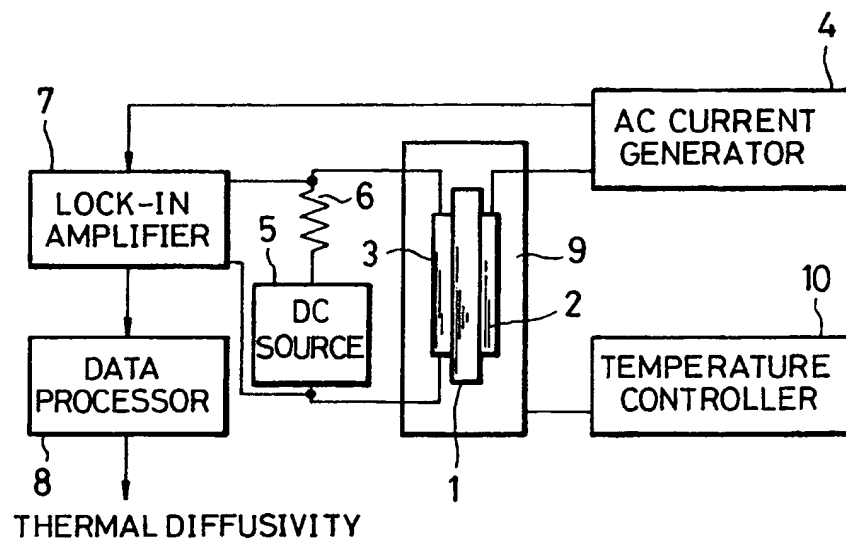 4
7
AC CURRENT
GENERATOR
LOCK-IN
AMPLIFIER
6
5
3
9
DC
SOURCE
2
10
DATA
PROCESSOR
TEMPERATURE
CONTROLLER
8
1
THERMAL DIFFUSIVITY